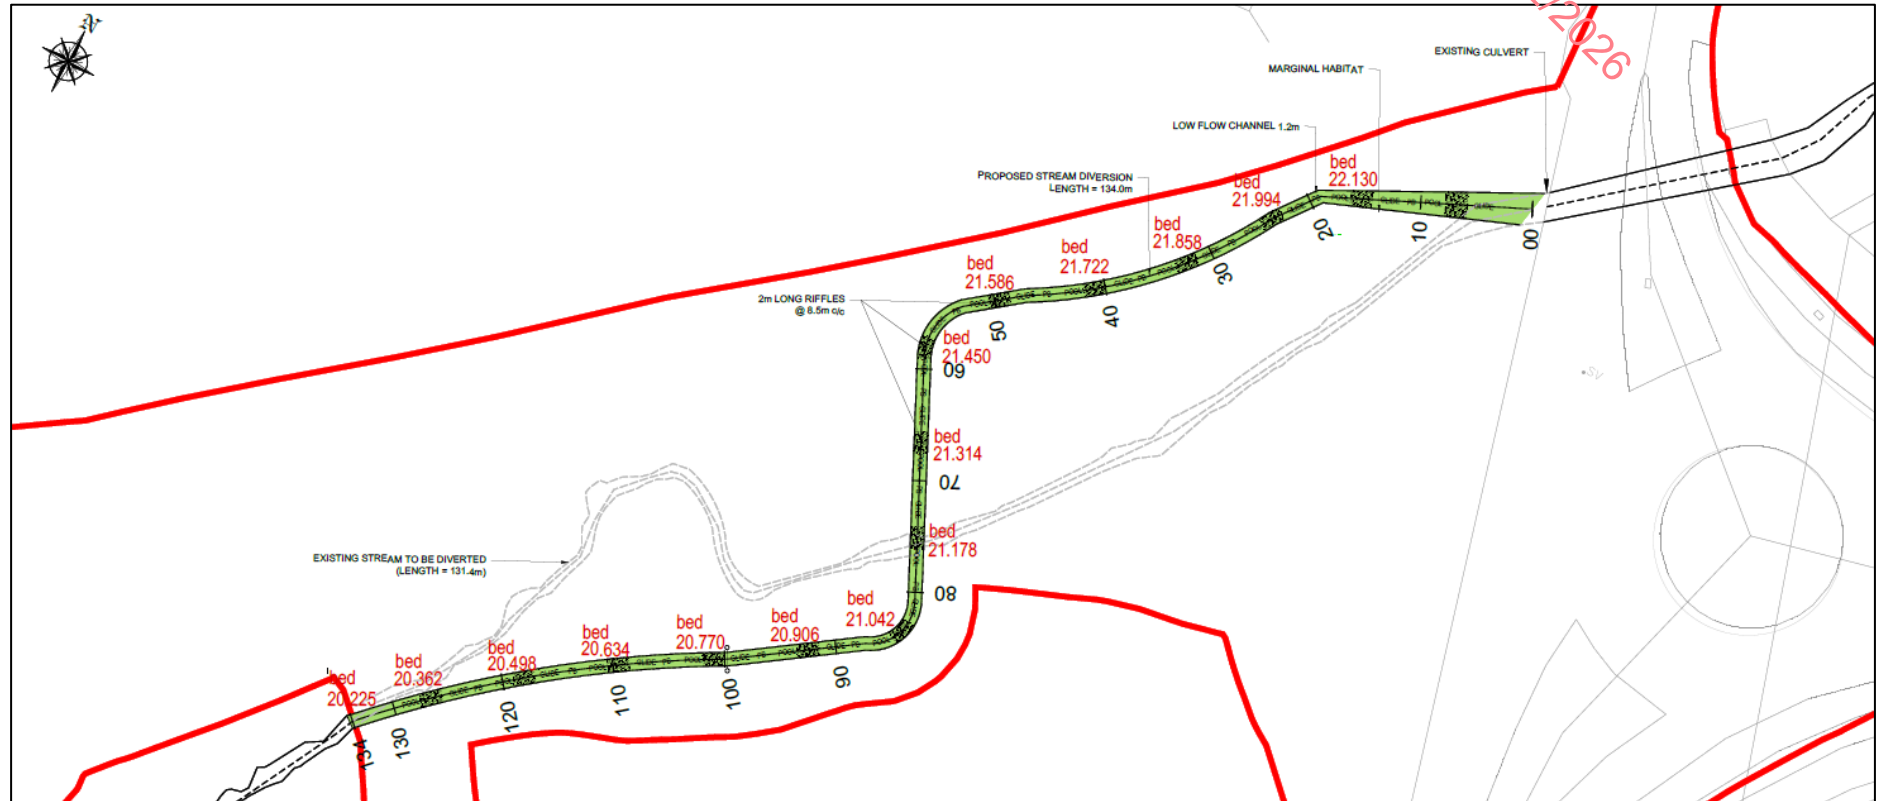 N
/2026
EXISTING CULVERT
MARGINAL HABITAT
LOW FLOW CHANNEL 1.2m
PROPOSED STREAM DIVERSION
LENGTH = 134.0m
bed
22.130
bed
21.994
bed
21.858
bed
21.722
bed
21.586
2m LONG RIFFLES
@ 8.5m c/c
bed
21.450
bed
21.314
bed
21.178
bed
21.042
bed
20.906
bed
20.770
bed
20.634
bed
20.498
bed
20.362
bed
20.225
EXISTING STREAM TO BE DIVERTED
(LENGTH = 131.4m)
00
10
20
30
40
50
60
70
80
90
100
110
120
130
134
SV
POOL
GLIDE